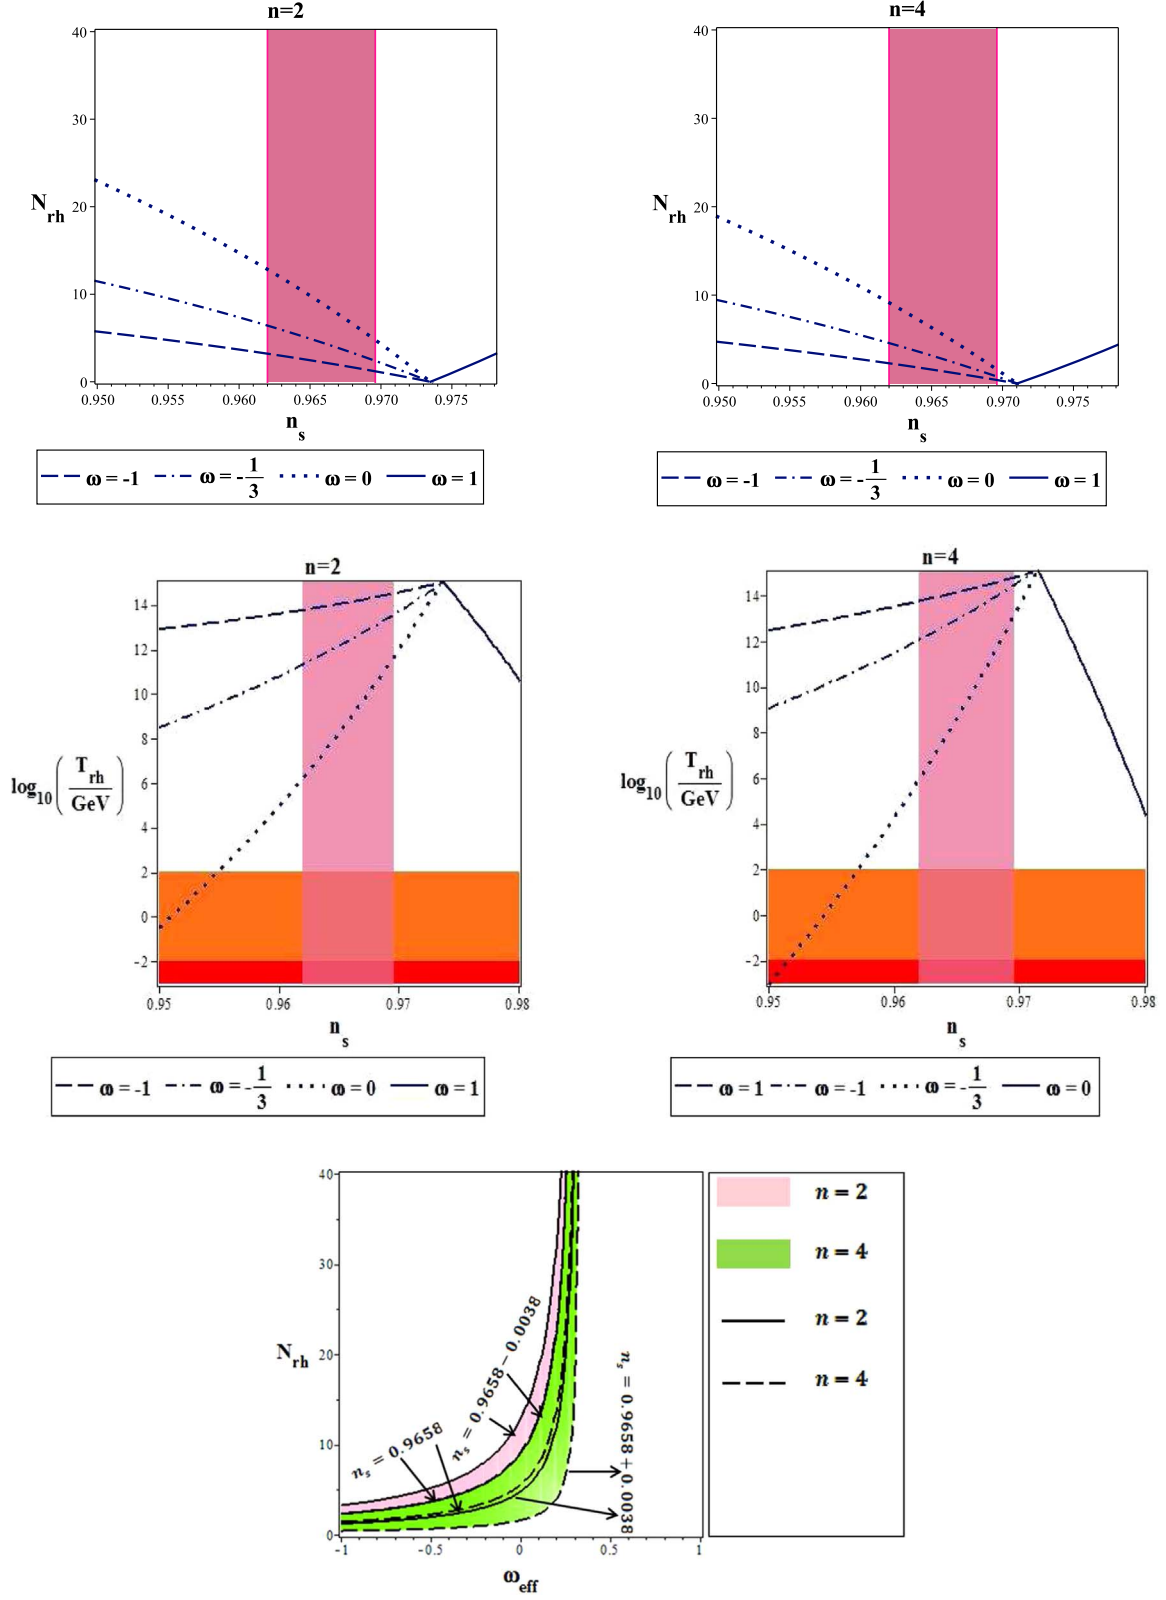 n=2
40
30
20
10
0
N_rh
0.950 0.955 0.960 0.965 0.970 0.975
n_s
ω = -1 ω = -1/3 ω = 0 ω = 1
n=4
40
30
20
10
0
N_rh
0.950 0.955 0.960 0.965 0.970 0.975
n_s
ω = -1 ω = -1/3 ω = 0 ω = 1
n=2
14
12
10
8
6
4
2
0
-2
log_10(T_rh/GeV)
0.95 0.96 0.97 0.98
n_s
ω = -1 ω = -1/3 ω = 0 ω = 1
n=4
14
12
10
8
6
4
2
0
-2
log_10(T_rh/GeV)
0.95 0.96 0.97 0.98
n_s
ω = 1 ω = -1 ω = -1/3 ω = 0
40
30
20
10
0
N_rh
n_s = 0.9658
n_s = 0.9658 − 0.0038
n_s = 0.9658 + 0.0038
-1 -0.5 0 0.5 1
ω_eff
n = 2
n = 4
n = 2
n = 4